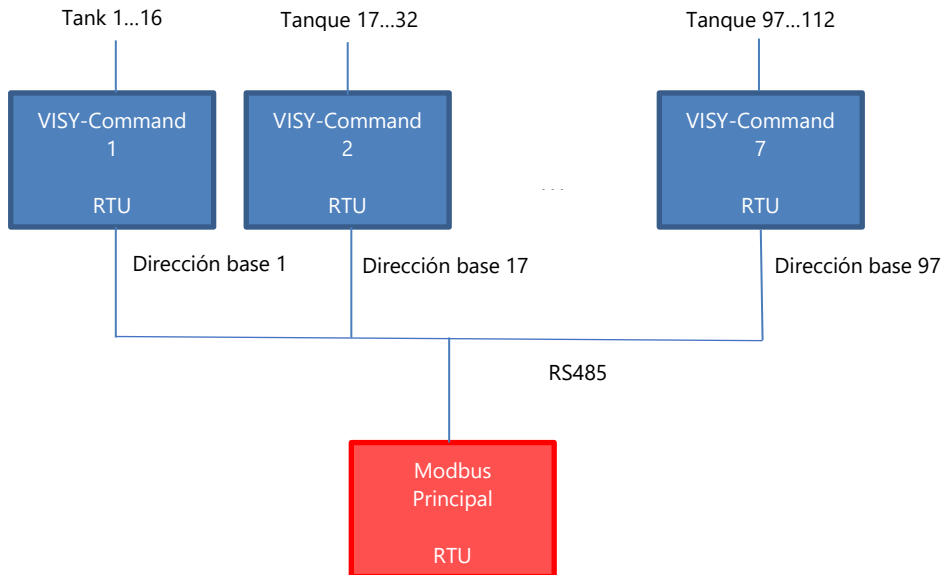 Tank 1...16
Tanque 17...32
Tanque 97...112
VISY-Command
1
RTU
VISY-Command
2
RTU
...
VISY-Command
7
RTU
Dirección base 1
Dirección base 17
Dirección base 97
RS485
Modbus
Principal
RTU